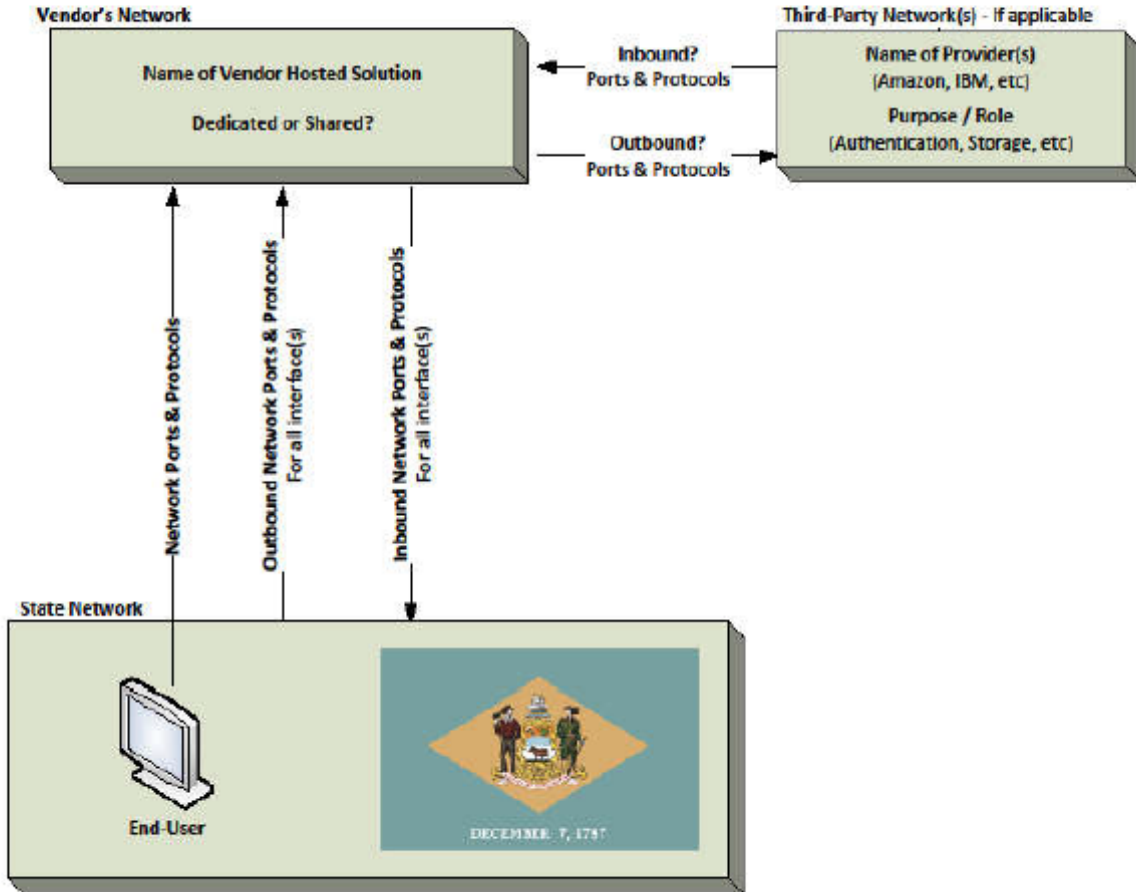 Vendor's Network
Third-Party Network(s) - If applicable
Name of Vendor Hosted Solution
Dedicated or Shared?
Inbound?
Ports & Protocols
Outbound?
Ports & Protocols
Name of Provider(s)
(Amazon, IBM, etc)
Purpose / Role
(Authentication, Storage, etc)
Network Ports & Protocols
Outbound Network Ports & Protocols
For all interface(s)
Inbound Network Ports & Protocols
For all interface(s)
State Network
End-User
DECEMBER 7, 1787